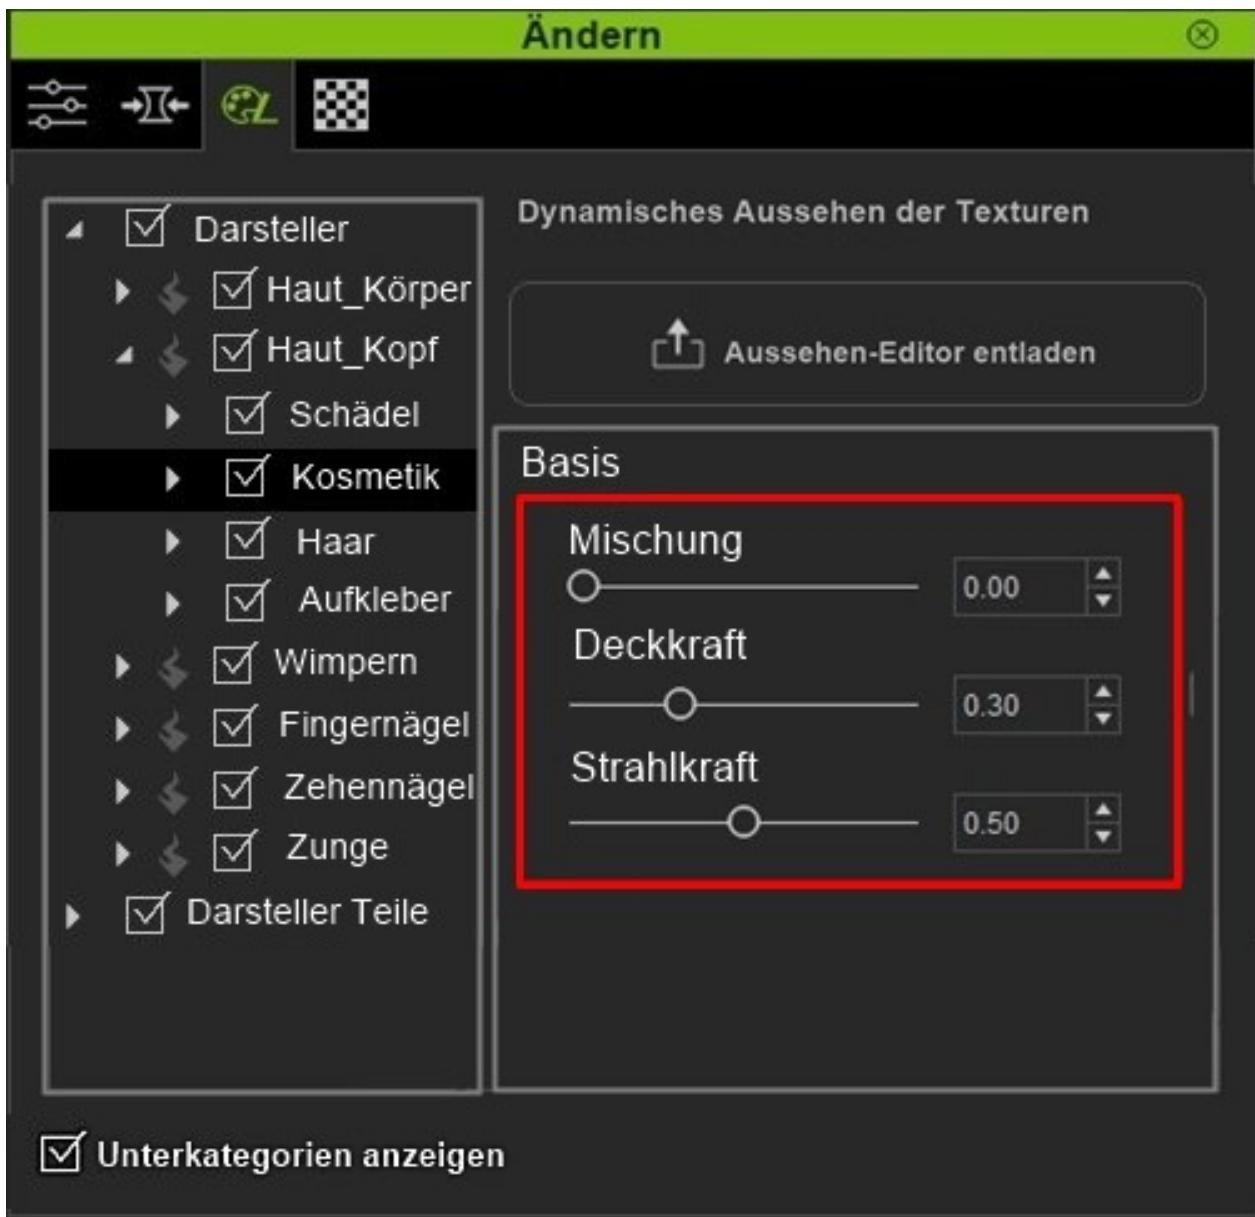 Ändern
Dynamisches Aussehen der Texturen
Darsteller
Haut_Körper
Haut_Kopf
Schädel
Kosmetik
Haar
Aufkleber
Wimpern
Fingernägel
Zehennägel
Zunge
Darsteller Teile
Aussehen-Editor entladen
Basis
Mischung
0.00
Deckkraft
0.30
Strahlkraft
0.50
Unterkategorien anzeigen